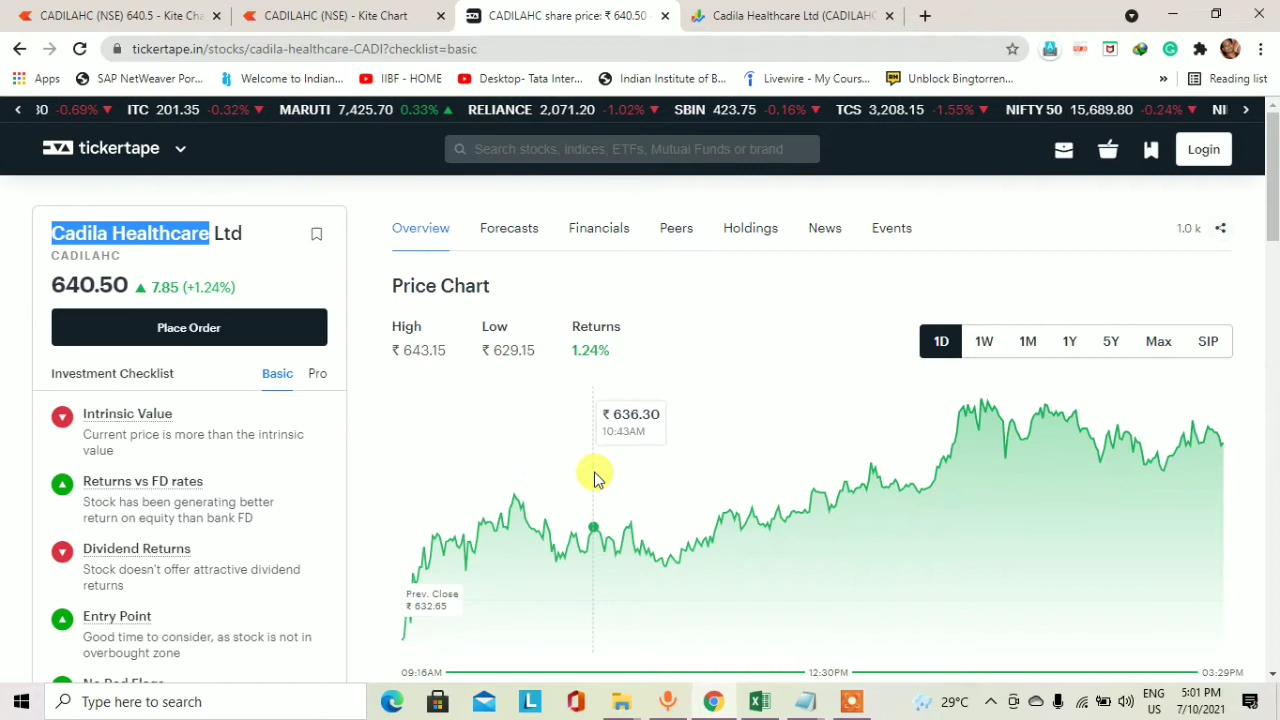 CADILAHC (NSE) 640.5 - Kite Cha
CADILAHC (NSE) - Kite Chart
CADILAHC share price: ₹ 640.50 -
Cadila Healthcare Ltd (CADILAHC
tickertape.in/stocks/cadila-healthcare-CADI?checklist=basic
Apps SAP NetWeaver Por... Welcome to Indian... IIBF - HOME Desktop- Tata Inter... Indian Institute of B... Livewire - My Cours... Unblock Bingtorren... » Reading list
30 -0.69% ITC 201.35 -0.32% MARUTI 7,425.70 0.33% RELIANCE 2,071.20 -1.02% SBIN 423.75 -0.16% TCS 3,208.15 -1.55% NIFTY 50 15,689.80 -0.24% NI
tickertape
Search stocks, indices, ETFs, Mutual Funds or brand
Login
Cadila Healthcare Ltd
CADILAHC
640.50 7.85 (+1.24%)
Place Order
Investment Checklist Basic Pro
Intrinsic Value
Current price is more than the intrinsic
value
Returns vs FD rates
Stock has been generating better
return on equity than bank FD
Dividend Returns
Stock doesn't offer attractive dividend
returns
Entry Point
Good time to consider, as stock is not in
overbought zone
No Red Flags
Overview Forecasts Financials Peers Holdings News Events 1.0 k
Price Chart
High Low Returns
₹ 643.15 ₹ 629.15 1.24%
1D 1W 1M 1Y 5Y Max SIP
₹ 636.30
10:43AM
Prev. Close
₹ 632.65
09:16AM 12:30PM 03:29PM
Type here to search
29°C
ENG
US
5:01 PM
7/10/2021